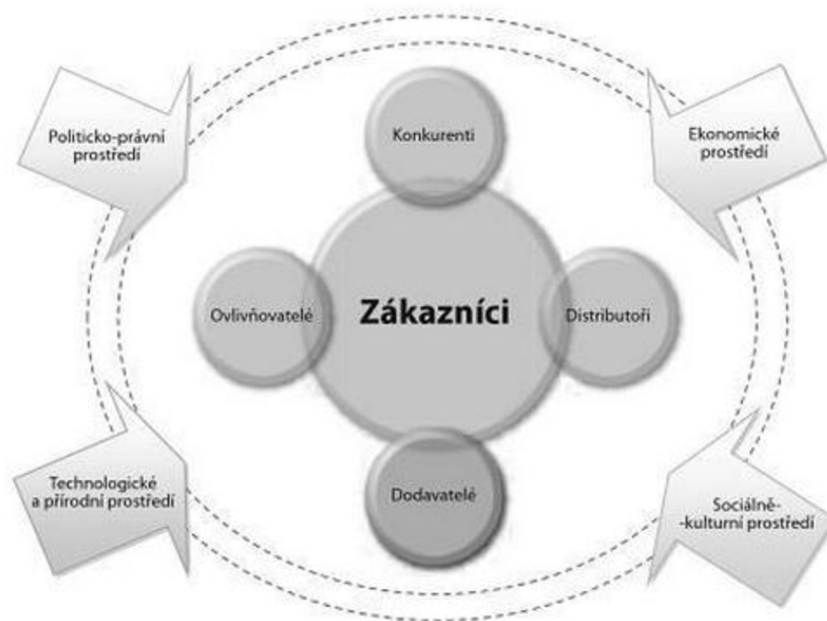 Konkurenti
Politicko-právní
prostředí
Ekonomické
prostředí
Ovlivňovatelé
Zákazníci
Distributoři
Technologické
a přírodní prostředí
Dodavatelé
Sociálně-
-kulturní prostředí